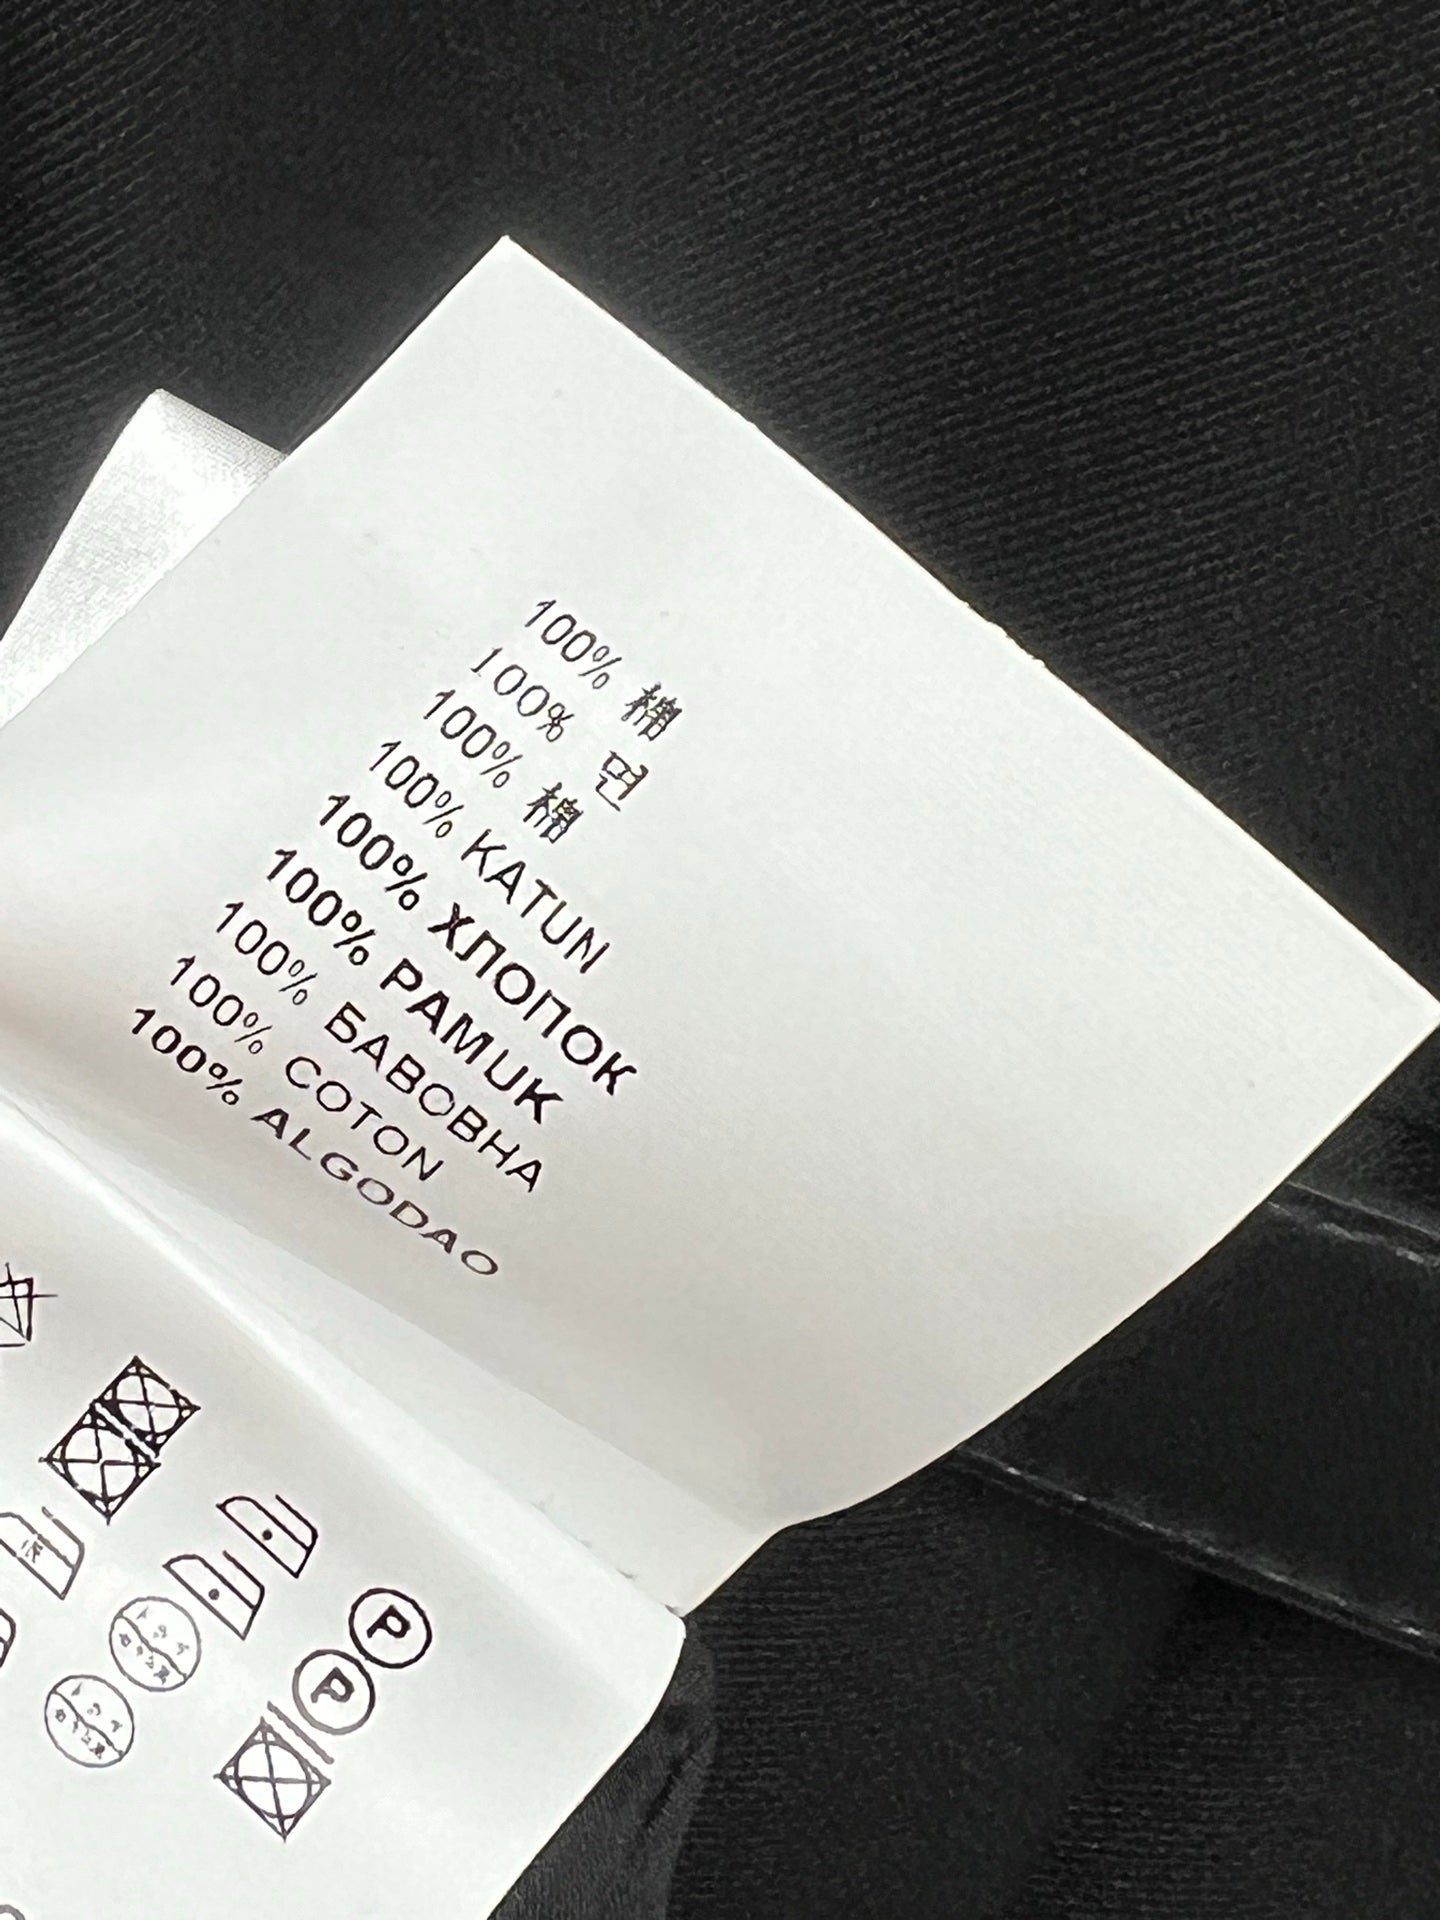 100% 棉
100% 면
100% 棉
100% KATUN
100% ХЛОПОК
100% PAMUK
100% БАВОВНА
100% COTON
100% ALGODAO
P
P